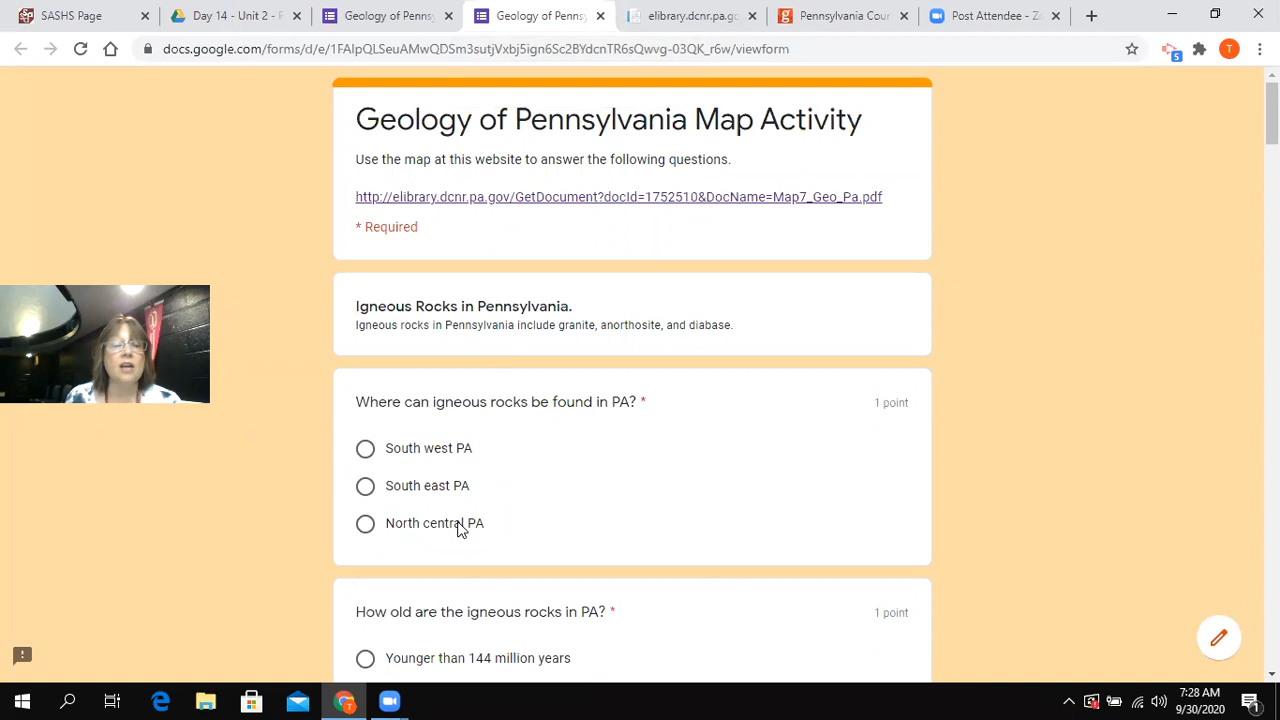 SASHS Page
Day 14 - Unit 2 - P
Geology of Penns
Geology of Penns
elibrary.dcnr.pa.go
Pennsylvania Cour
Post Attendee - Z
docs.google.com/forms/d/e/1FAIpQLSeuAMwQDSm3sutjVxbj5ign6Sc2BYdcnTR6sQwvg-03QK_r6w/viewform
T
5
Geology of Pennsylvania Map Activity
Use the map at this website to answer the following questions.
http://elibrary.dcnr.pa.gov/GetDocument?docId=1752510&DocName=Map7_Geo_Pa.pdf
* Required
Igneous Rocks in Pennsylvania.
Igneous rocks in Pennsylvania include granite, anorthosite, and diabase.
Where can igneous rocks be found in PA? *
1 point
South west PA
South east PA
North central PA
How old are the igneous rocks in PA? *
1 point
Younger than 144 million years
7:28 AM
9/30/2020